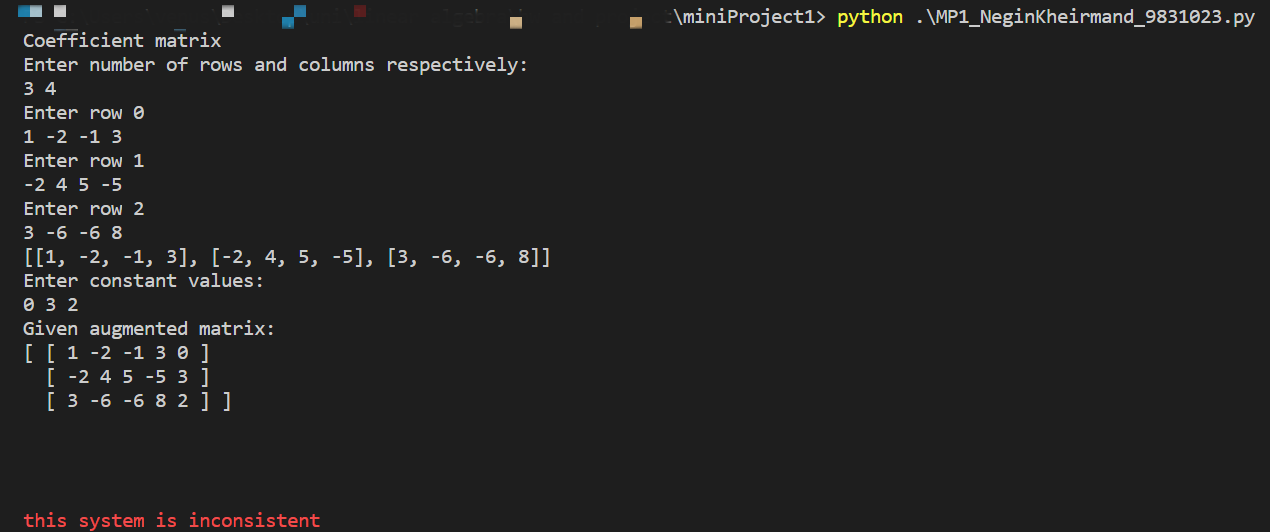 :\miniProject1> python .\MP1_NeginKheirmand_9831023.py
Coefficient matrix
Enter number of rows and columns respectively:
3 4
Enter row 0
1 -2 -1 3
Enter row 1
-2 4 5 -5
Enter row 2
3 -6 -6 8
[[1, -2, -1, 3], [-2, 4, 5, -5], [3, -6, -6, 8]]
Enter constant values:
0 3 2
Given augmented matrix:
[ [ 1 -2 -1 3 0 ]
[ -2 4 5 -5 3 ]
[ 3 -6 -6 8 2 ] ]
this system is inconsistent